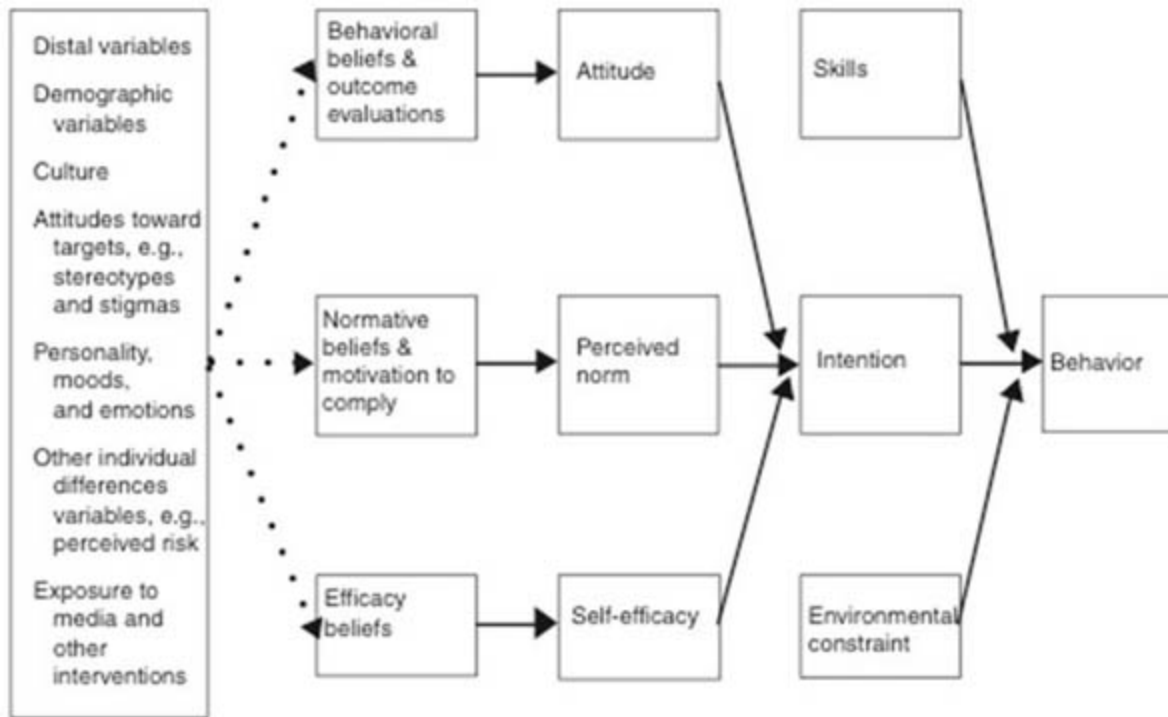 Distal variables
Demographic
variables
Culture
Attitudes toward
targets, e.g.,
stereotypes
and stigmas
Personality,
moods,
and emotions
Other individual
differences
variables, e.g.,
perceived risk
Exposure to
media and
other
interventions
Behavioral
beliefs &
outcome
evaluations
Attitude
Skills
Normative
beliefs &
motivation to
comply
Perceived
norm
Intention
Behavior
Efficacy
beliefs
Self-efficacy
Environmental
constraint